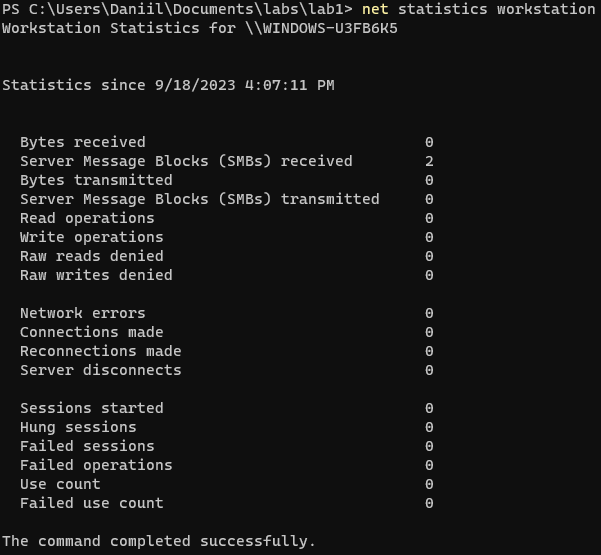 PS C:\Users\Daniil\Documents\labs\lab1> net statistics workstation
Workstation Statistics for \\WINDOWS-U3FB6K5
Statistics since 9/18/2023 4:07:11 PM
Bytes received 0
Server Message Blocks (SMBs) received 2
Bytes transmitted 0
Server Message Blocks (SMBs) transmitted 0
Read operations 0
Write operations 0
Raw reads denied 0
Raw writes denied 0
Network errors 0
Connections made 0
Reconnections made 0
Server disconnects 0
Sessions started 0
Hung sessions 0
Failed sessions 0
Failed operations 0
Use count 0
Failed use count 0
The command completed successfully.